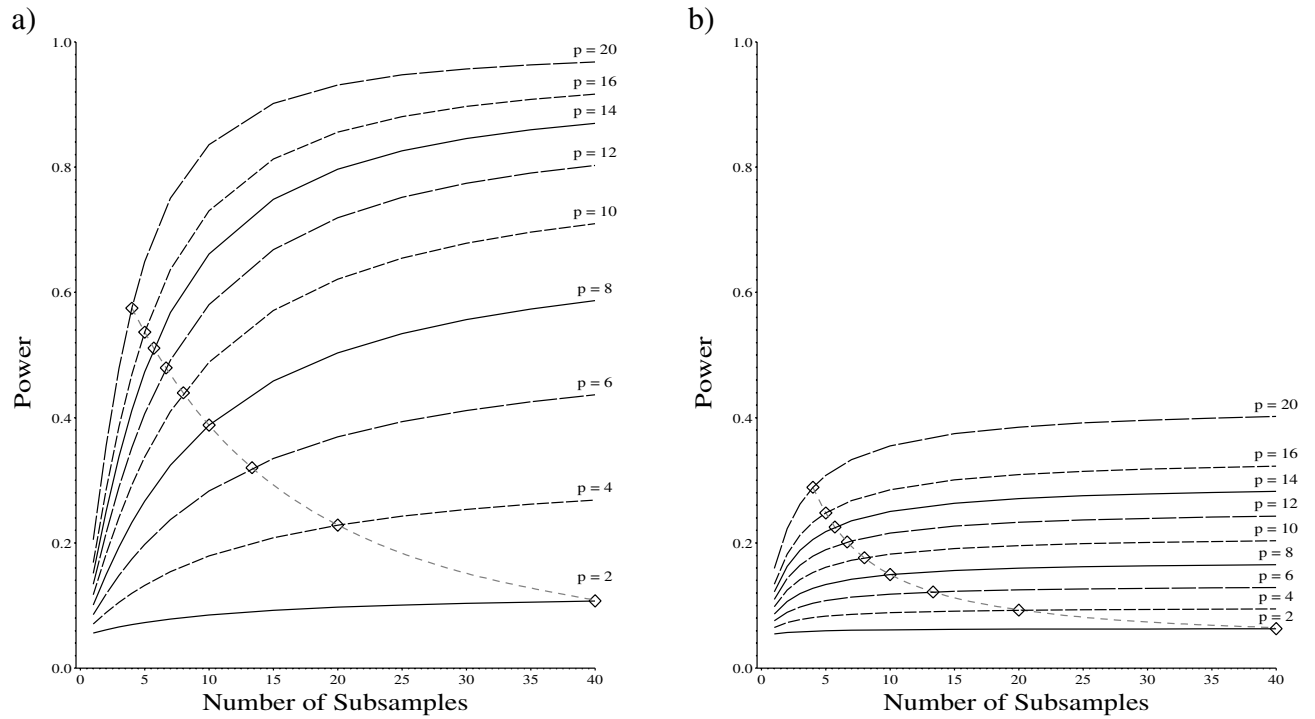 a)
1.0
0.8
0.6
0.4
0.2
0.0
Power
p = 20
p = 16
p = 14
p = 12
p = 10
p = 8
p = 6
p = 4
p = 2
0 1 5 10 15 20 25 30 35 40
Number of Subsamples
b)
1.0
0.8
0.6
0.4
0.2
0.0
Power
p = 20
p = 16
p = 14
p = 12
p = 10
p = 8
p = 6
p = 4
p = 2
0 5 10 15 20 25 30 35 40
Number of Subsamples